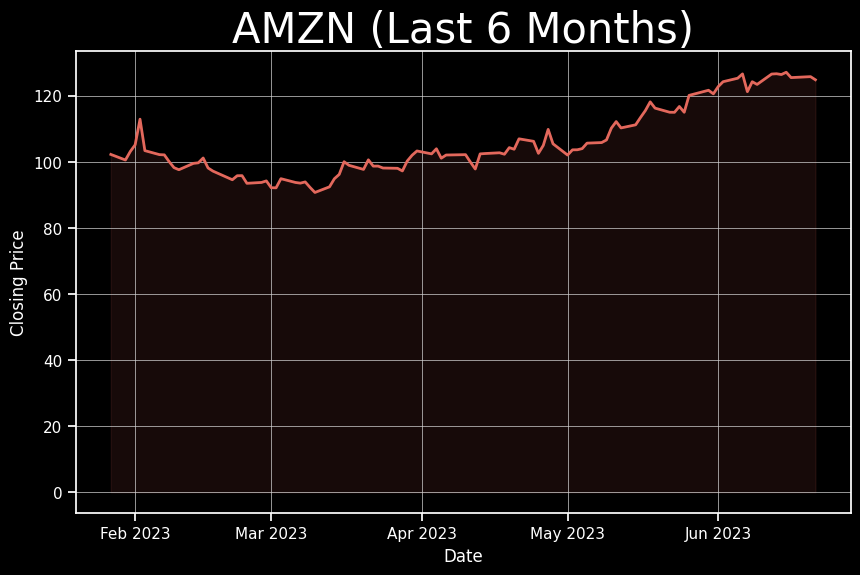 AMZN (Last 6 Months)
Closing Price
120
100
80
60
40
20
0
Feb 2023
Mar 2023
Apr 2023
May 2023
Jun 2023
Date